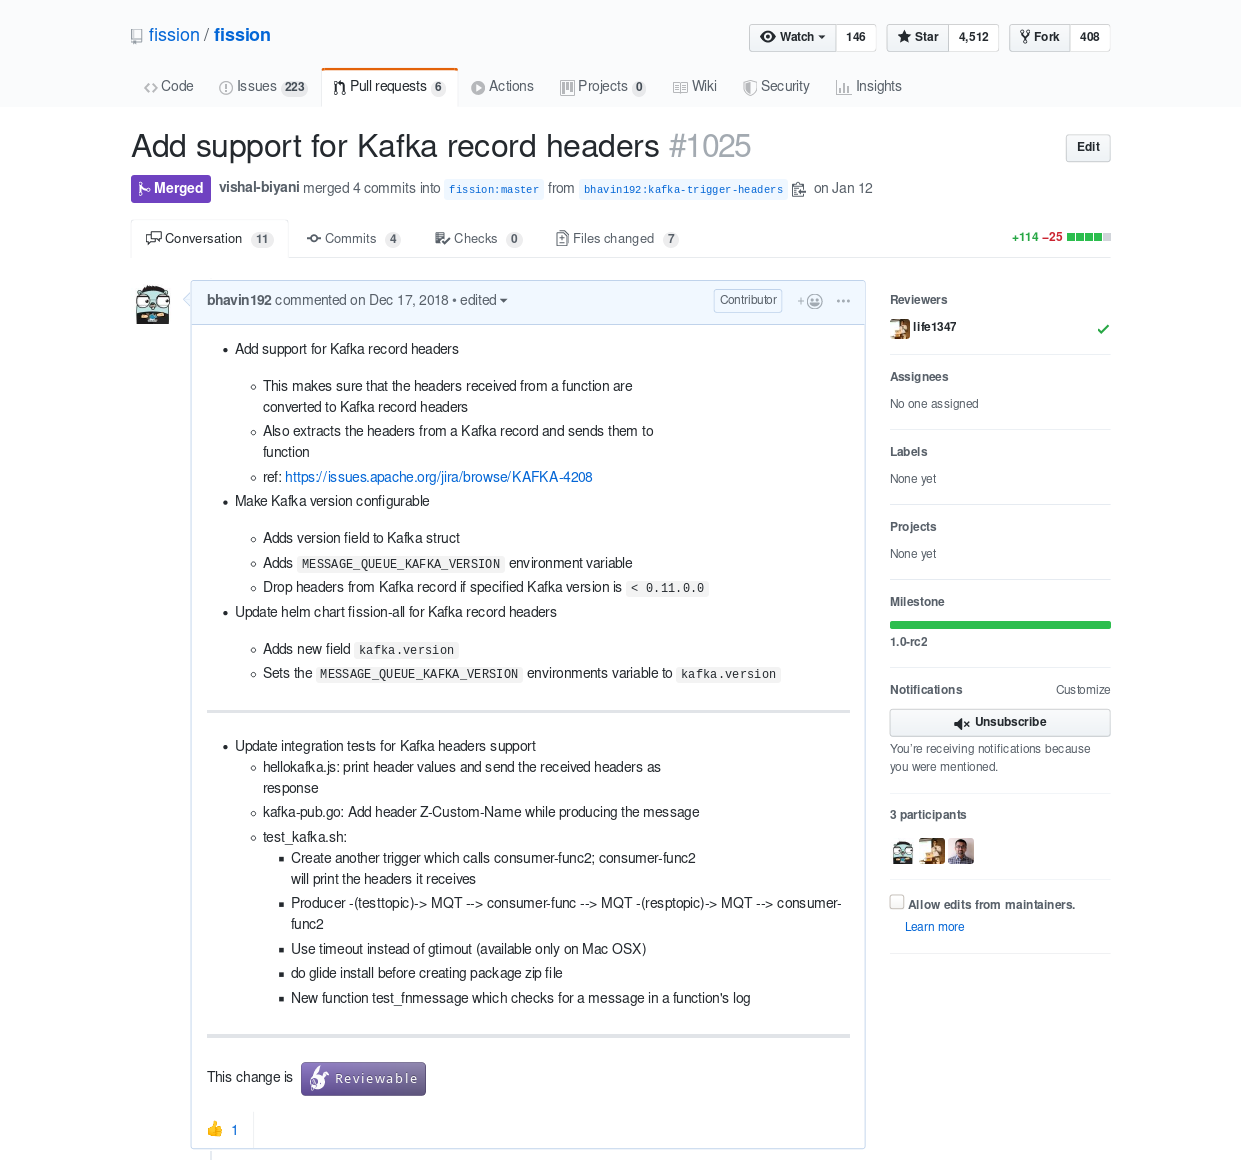 fission / fission
Watch 146 Star 4,512 Fork 408
Code Issues 223 Pull requests 6 Actions Projects 0 Wiki Security Insights
Add support for Kafka record headers #1025
Edit
Merged vishal-biyani merged 4 commits into fission:master from bhavin192:kafka-trigger-headers on Jan 12
Conversation 11 Commits 4 Checks 0 Files changed 7
+114 −25
bhavin192 commented on Dec 17, 2018 • edited
Contributor
Add support for Kafka record headers
This makes sure that the headers received from a function are
converted to Kafka record headers
Also extracts the headers from a Kafka record and sends them to
function
ref: https://issues.apache.org/jira/browse/KAFKA-4208
Make Kafka version configurable
Adds version field to Kafka struct
Adds MESSAGE_QUEUE_KAFKA_VERSION environment variable
Drop headers from Kafka record if specified Kafka version is < 0.11.0.0
Update helm chart fission-all for Kafka record headers
Adds new field kafka.version
Sets the MESSAGE_QUEUE_KAFKA_VERSION environments variable to kafka.version
Update integration tests for Kafka headers support
hellokafka.js: print header values and send the received headers as
response
kafka-pub.go: Add header Z-Custom-Name while producing the message
test_kafka.sh:
Create another trigger which calls consumer-func2; consumer-func2
will print the headers it receives
Producer -(testtopic)-> MQT --> consumer-func --> MQT -(resptopic)-> MQT --> consumer-
func2
Use timeout instead of gtimout (available only on Mac OSX)
do glide install before creating package zip file
New function test_fnmessage which checks for a message in a function's log
This change is Reviewable
👍 1
Reviewers
life1347
Assignees
No one assigned
Labels
None yet
Projects
None yet
Milestone
1.0-rc2
Notifications Customize
Unsubscribe
You're receiving notifications because
you were mentioned.
3 participants
Allow edits from maintainers.
Learn more